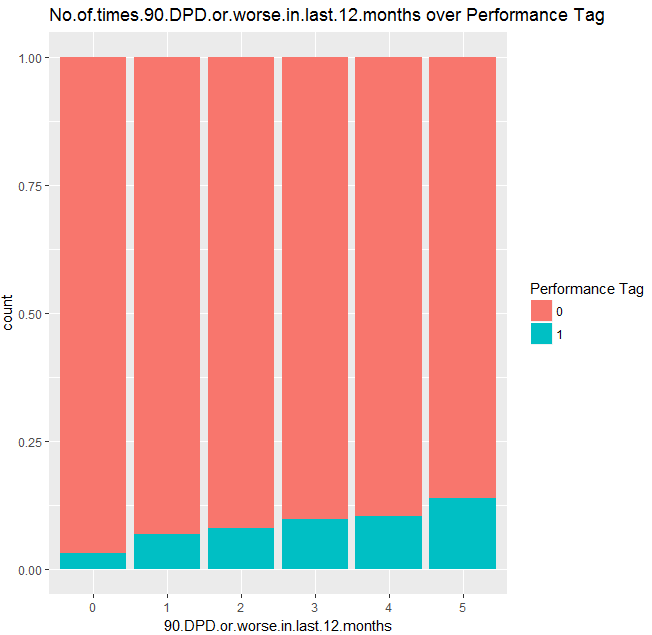 No.of.times.90.DPD.or.worse.in.last.12.months over Performance Tag
1.00
0.75
0.50
0.25
0.00
count
0 1 2 3 4 5
90.DPD.or.worse.in.last.12.months
Performance Tag
0
1